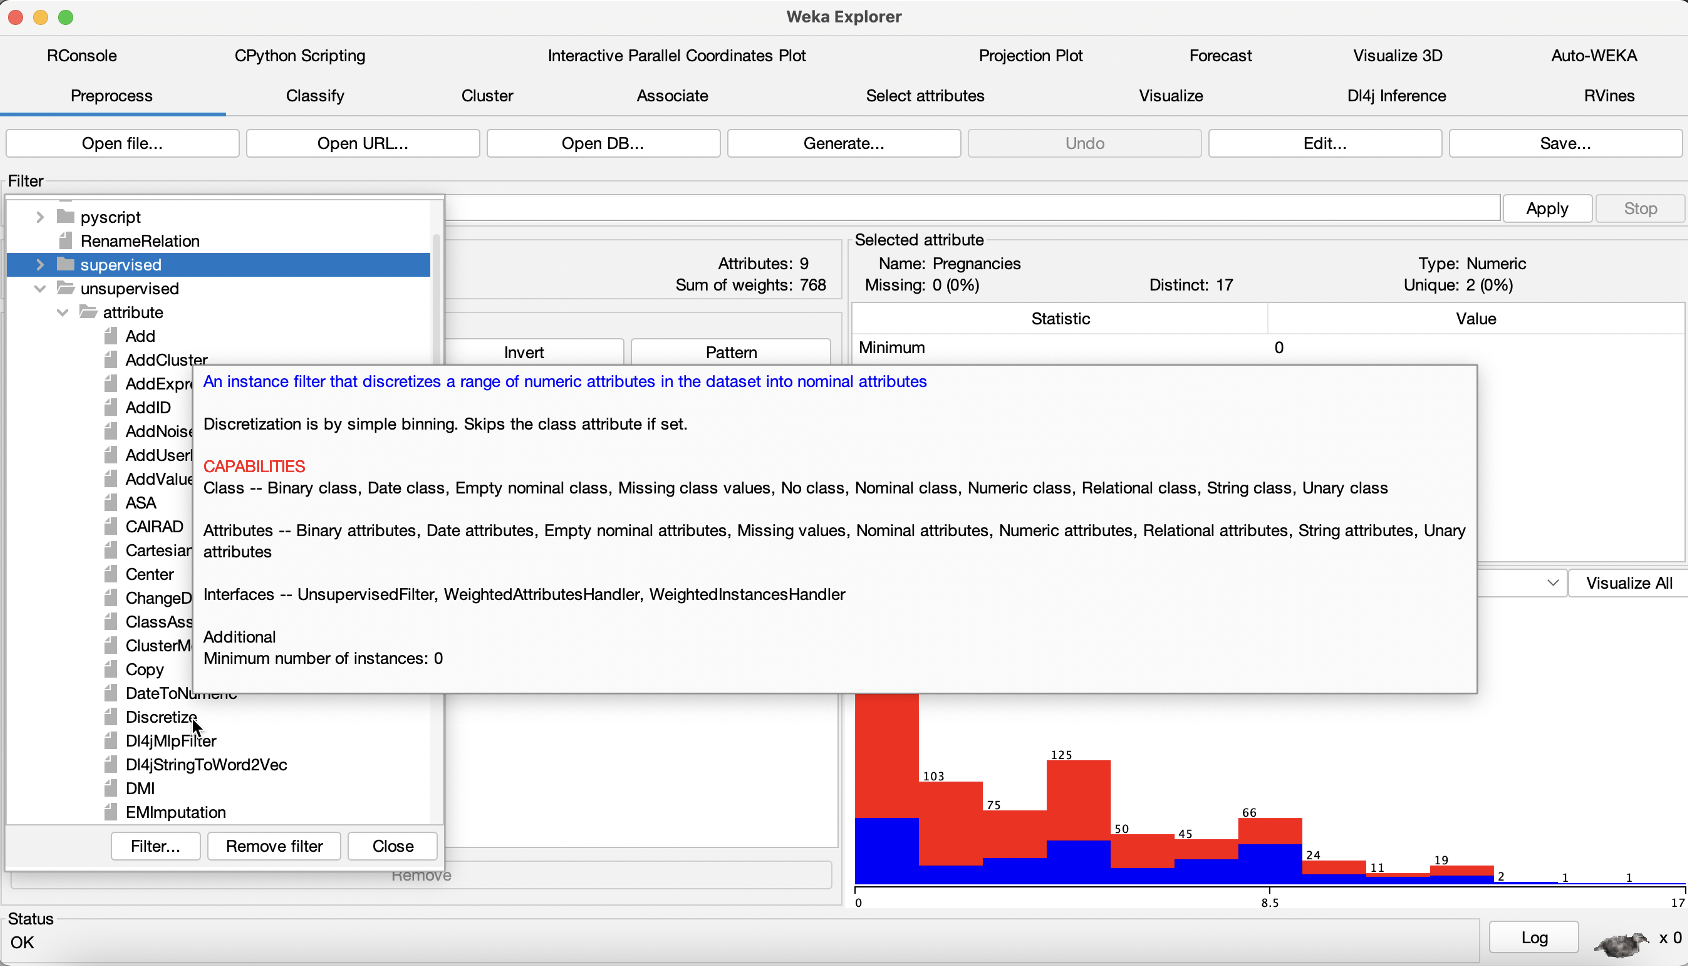 Weka Explorer
RConsole CPython Scripting Interactive Parallel Coordinates Plot Projection Plot Forecast Visualize 3D Auto-WEKA
Preprocess Classify Cluster Associate Select attributes Visualize Dl4j Inference RVines
Open file... Open URL... Open DB... Generate... Undo Edit... Save...
Filter
Apply Stop
pyscript
RenameRelation
supervised
unsupervised
attribute
Add
AddCluster
AddExpre
AddID
AddNoise
AddUserI
AddValue
ASA
CAIRAD
Cartesian
Center
ChangeD
ClassAss
ClusterMe
Copy
DateToNumeric
Discretize
Dl4jMlpFilter
Dl4jStringToWord2Vec
DMI
EMImputation
Filter... Remove filter Close
Attributes: 9
Sum of weights: 768
Invert Pattern
Remove
Selected attribute
Name: Pregnancies Type: Numeric
Missing: 0 (0%) Distinct: 17 Unique: 2 (0%)
Statistic Value
Minimum 0
An instance filter that discretizes a range of numeric attributes in the dataset into nominal attributes
Discretization is by simple binning. Skips the class attribute if set.
CAPABILITIES
Class -- Binary class, Date class, Empty nominal class, Missing class values, No class, Nominal class, Numeric class, Relational class, String class, Unary class
Attributes -- Binary attributes, Date attributes, Empty nominal attributes, Missing values, Nominal attributes, Numeric attributes, Relational attributes, String attributes, Unary
attributes
Interfaces -- UnsupervisedFilter, WeightedAttributesHandler, WeightedInstancesHandler
Additional
Minimum number of instances: 0
Visualize All
103 75 125 50 45 66 24 11 19 2 1 1
0 8.5 17
Status
OK
Log x 0